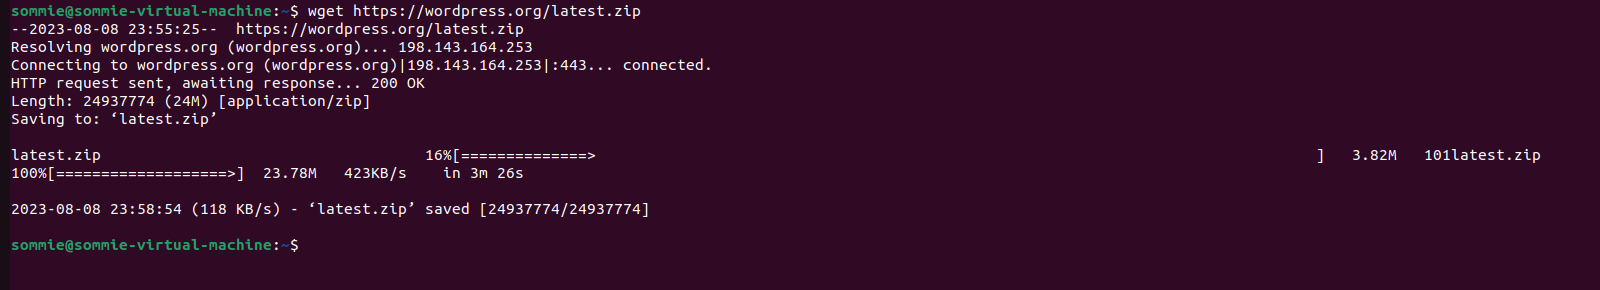 sommie@sommie-virtual-machine:~$ wget https://wordpress.org/latest.zip
--2023-08-08 23:55:25--  https://wordpress.org/latest.zip
Resolving wordpress.org (wordpress.org)... 198.143.164.253
Connecting to wordpress.org (wordpress.org)|198.143.164.253|:443... connected.
HTTP request sent, awaiting response... 200 OK
Length: 24937774 (24M) [application/zip]
Saving to: ‘latest.zip’
latest.zip                                    16%[==============>                                                                                ]   3.82M   101latest.zip
100%[===================>]  23.78M   423KB/s    in 3m 26s
2023-08-08 23:58:54 (118 KB/s) - ‘latest.zip’ saved [24937774/24937774]
sommie@sommie-virtual-machine:~$